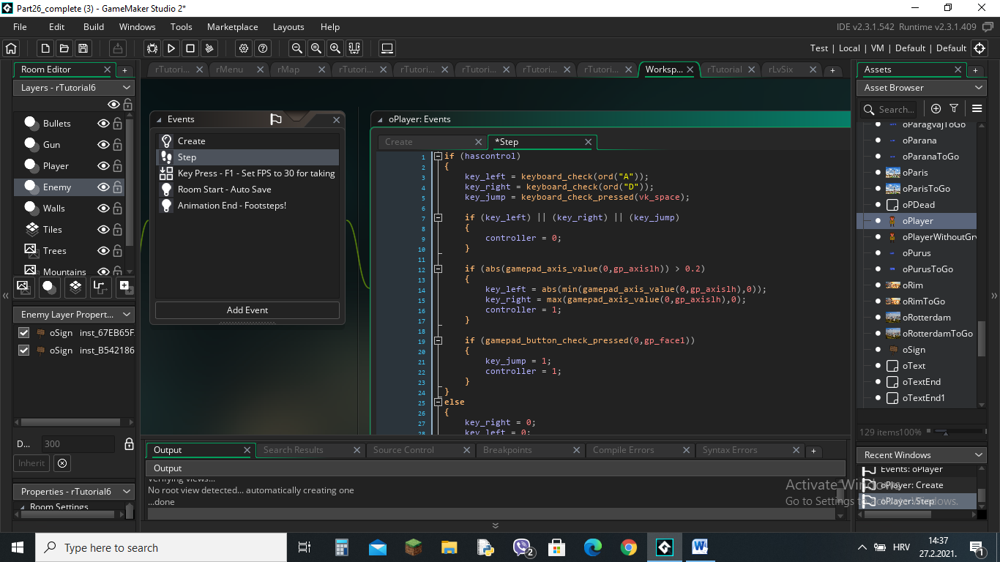 Part26_complete (3) - GameMaker Studio 2*
File Edit Build Windows Tools Marketplace Layouts Help
IDE v2.3.1.542 Runtime v2.3.1.409
Test | Local | VM | Default | Default
Room Editor
Layers - rTutorial6
Bullets
Gun
Player
Enemy
Walls
Tiles
Trees
Mountains
Enemy Layer Propert...
oSign inst_67EB65F
oSign inst_B542186
D... 300
Inherit
Properties - rTutorial6
Room Settings
rTutori... rMenu rMap rTutori... rTutori... rTutori... rTutori... rTutori... Worksp... rTutorial rLvSix
Events
Create
Step
Key Press - F1 - Set FPS to 30 for taking
Room Start - Auto Save
Animation End - Footsteps!
Add Event
oPlayer: Events
Create *Step
1 if (hascontrol)
2 {
3 key_left = keyboard_check(ord("A"));
4 key_right = keyboard_check(ord("D"));
5 key_jump = keyboard_check_pressed(vk_space);
6
7 if (key_left) || (key_right) || (key_jump)
8 {
9 controller = 0;
10 }
11
12 if (abs(gamepad_axis_value(0,gp_axislh)) > 0.2)
13 {
14 key_left = abs(min(gamepad_axis_value(0,gp_axislh),0));
15 key_right = max(gamepad_axis_value(0,gp_axislh),0);
16 controller = 1;
17 }
18
19 if (gamepad_button_check_pressed(0,gp_face1))
20 {
21 key_jump = 1;
22 controller = 1;
23 }
24 }
25 else
26 {
27 key_right = 0;
28 key_left = 0;
Output Search Results Source Control Breakpoints Compile Errors Syntax Errors
Output
Verifying views...
No root view detected... automatically creating one
...done
Assets
Asset Browser
Search...
oParagvajToGo
oParana
oParanaToGo
oParis
oParisToGo
oPDead
oPlayer
oPlayerWithoutGr
oPurus
oPurusToGo
oRim
oRimToGo
oRotterdam
oRotterdamToGo
oSign
oText
oTextEnd
oTextEnd1
129 items 100%
Recent Windows
Events: oPlayer
oPlayer: Create
oPlayer: Step
Activate Windows
Go to Settings to activate Windows.
Type here to search
2
HRV
14:37
27.2.2021.
1